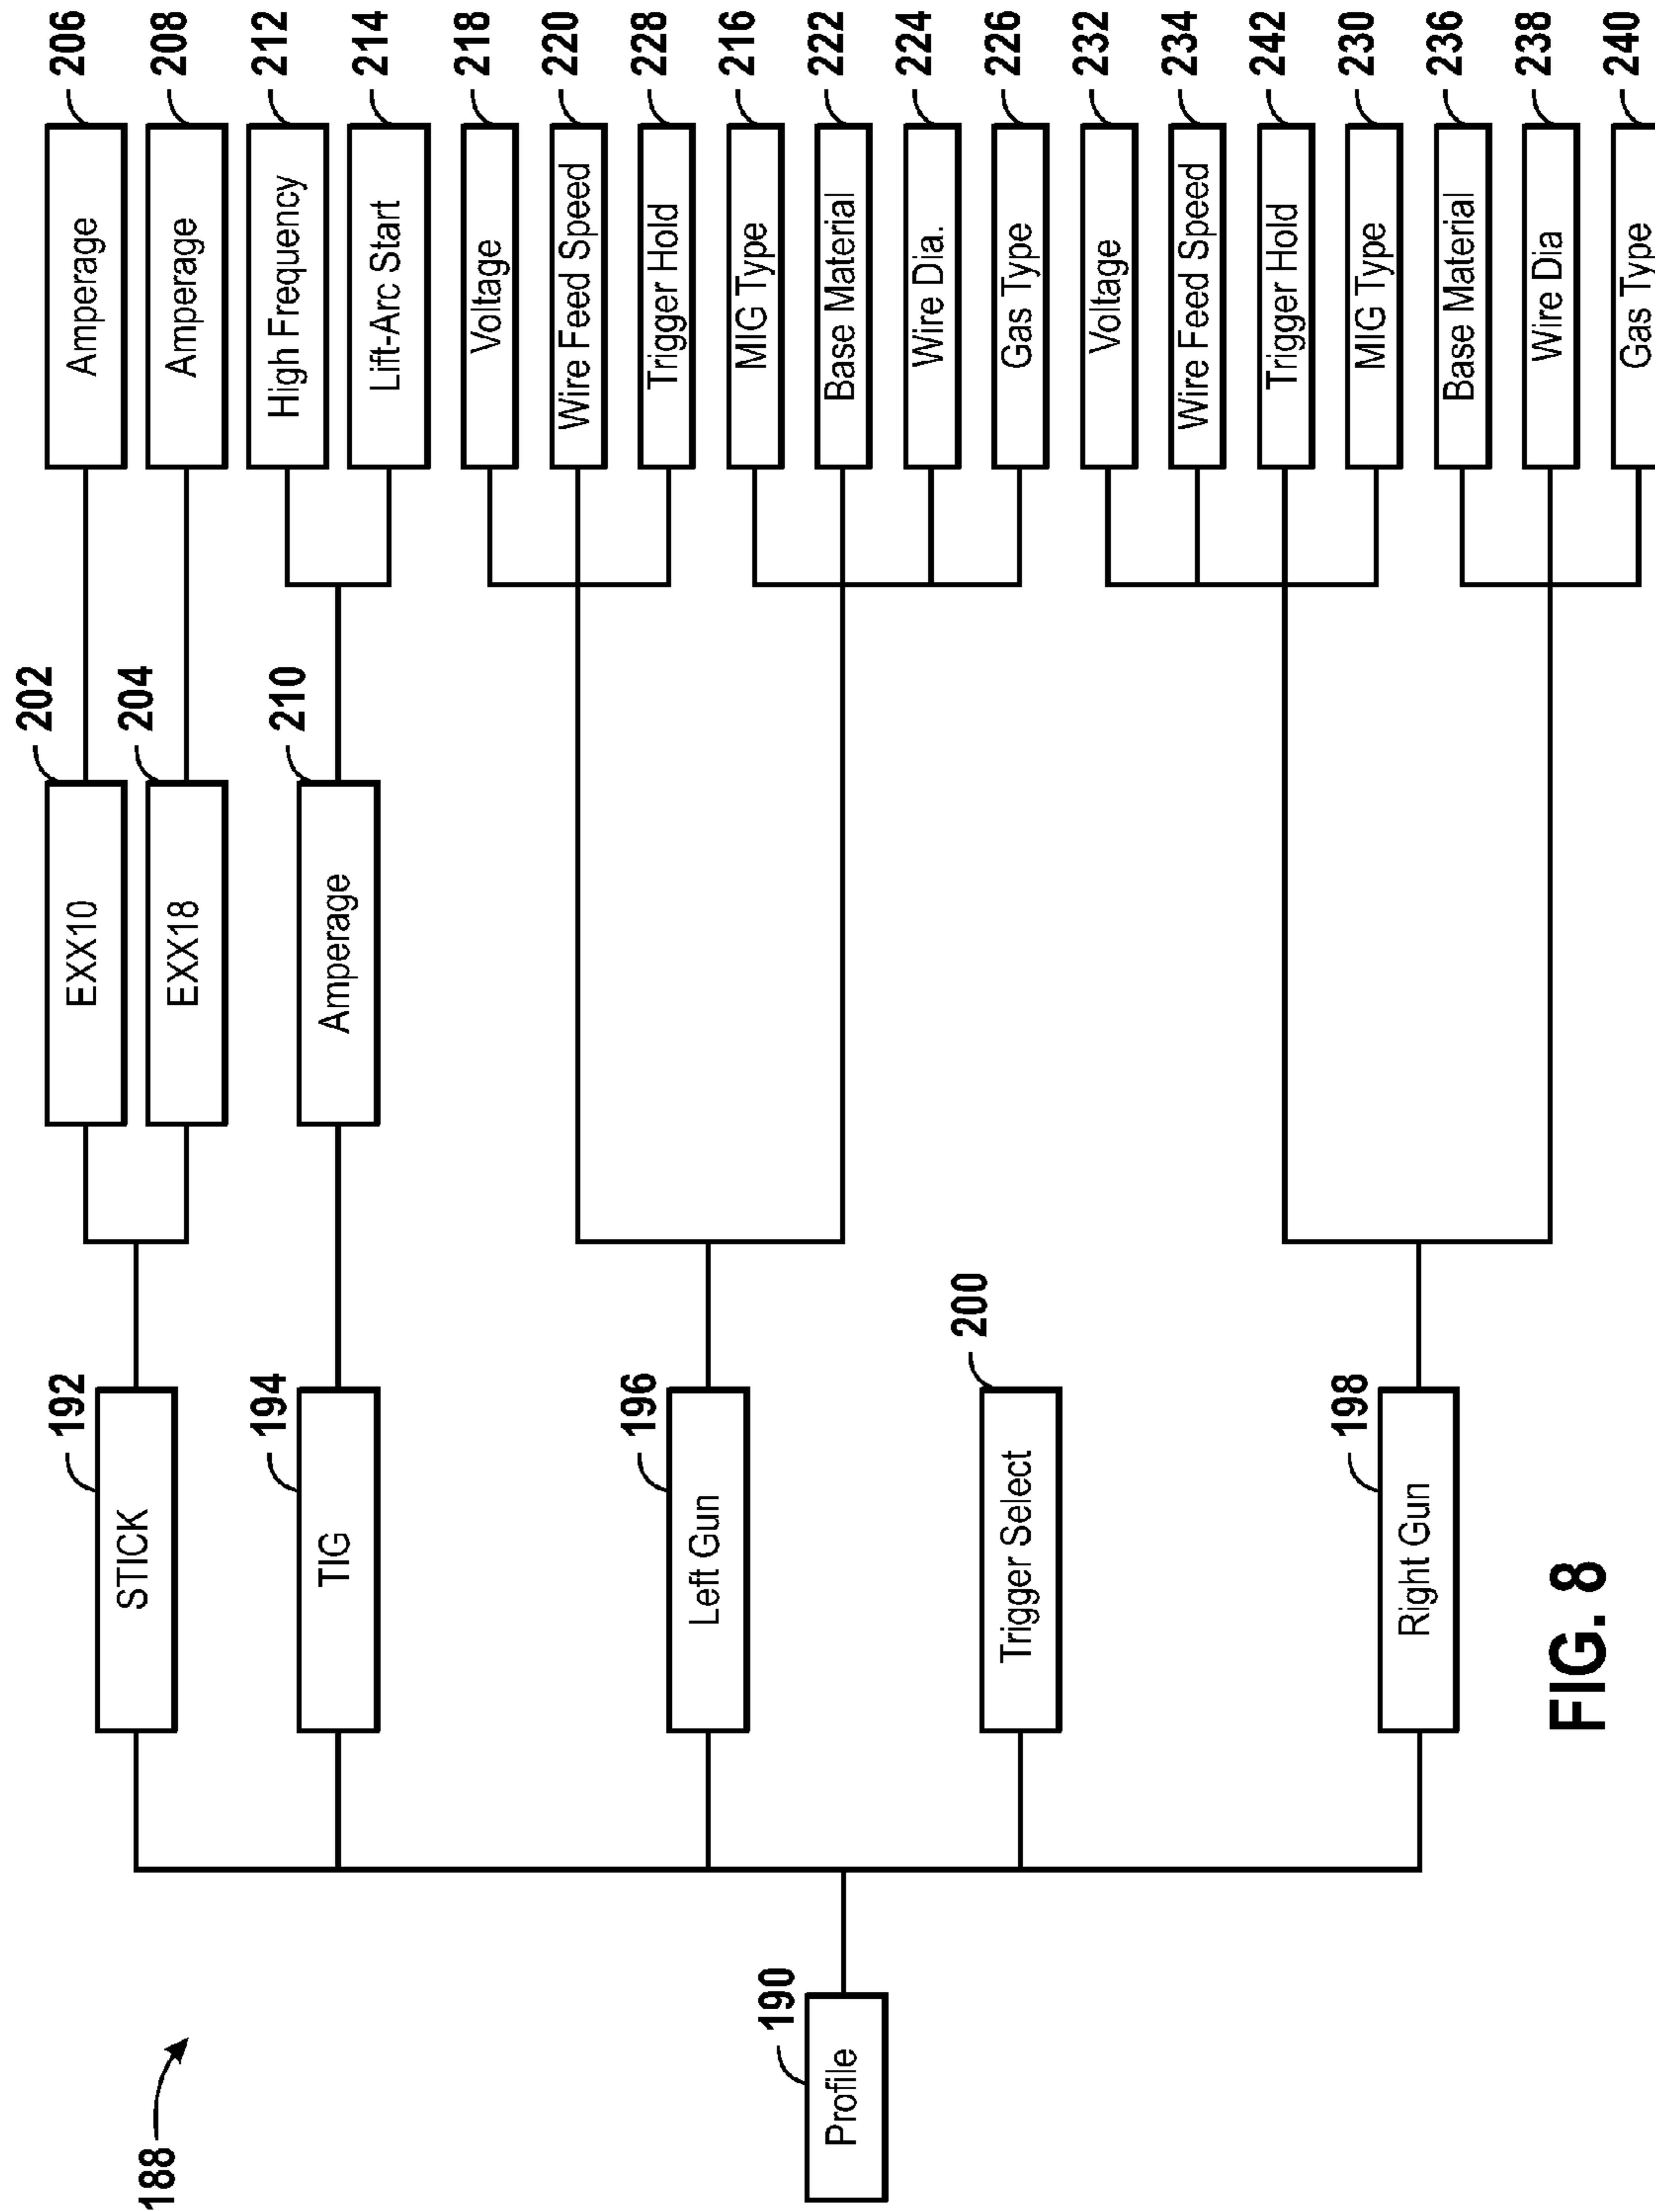 188
Profile
190
STICK
192
TIG
194
Left Gun
196
Trigger Select
200
Right Gun
198
EXX10
202
EXX18
204
Amperage
210
Amperage
206
Amperage
208
High Frequency
212
Lift-Arc Start
214
Voltage
218
Wire Feed Speed
220
Trigger Hold
228
MIG Type
216
Base Material
222
Wire Dia.
224
Gas Type
226
Voltage
232
Wire Feed Speed
234
Trigger Hold
242
MIG Type
230
Base Material
236
Wire Dia
238
Gas Type
240
FIG. 8